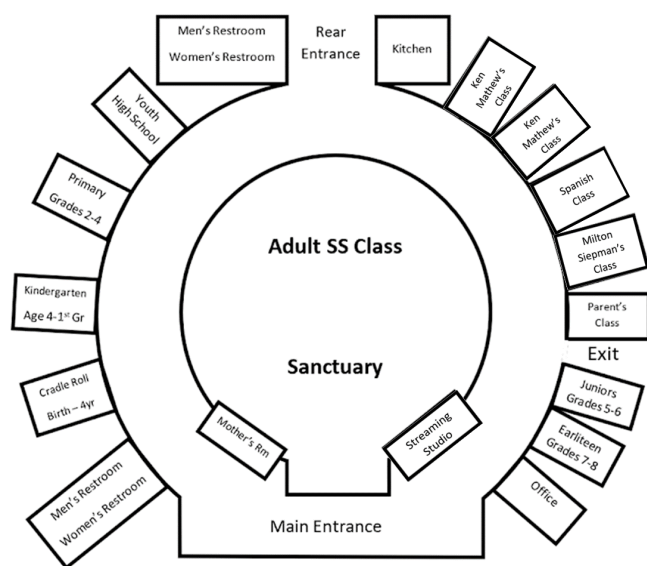 Men's Restroom
Women's Restroom
Rear
Entrance
Kitchen
Ken
Mathew's
Class
Ken
Mathew's
Class
Spanish
Class
Milton
Siepman's
Class
Parent's
Class
Exit
Juniors
Grades 5-6
Earliteen
Grades 7-8
Office
Youth
High School
Primary
Grades 2-4
Kindergarten
Age 4-1st Gr
Cradle Roli
Birth – 4yr
Men's Restroom
Women's Restroom
Adult SS Class
Sanctuary
Mother's Rm
Streaming
Studio
Main Entrance